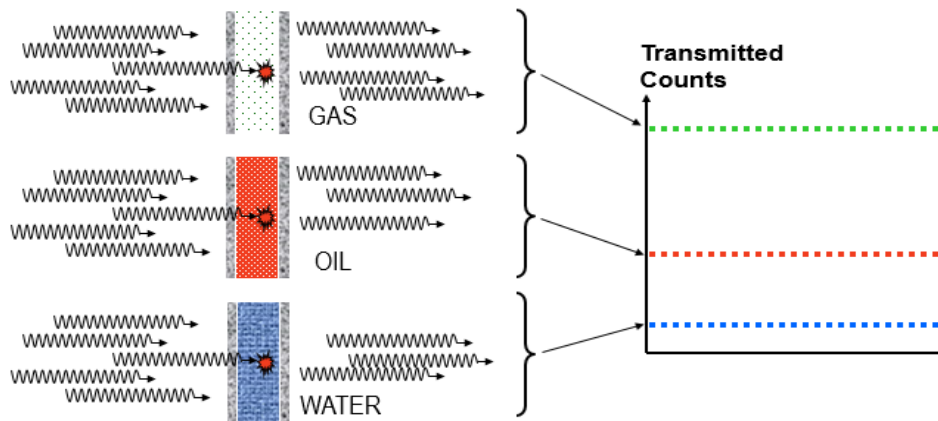 GAS
OIL
WATER
Transmitted
Counts